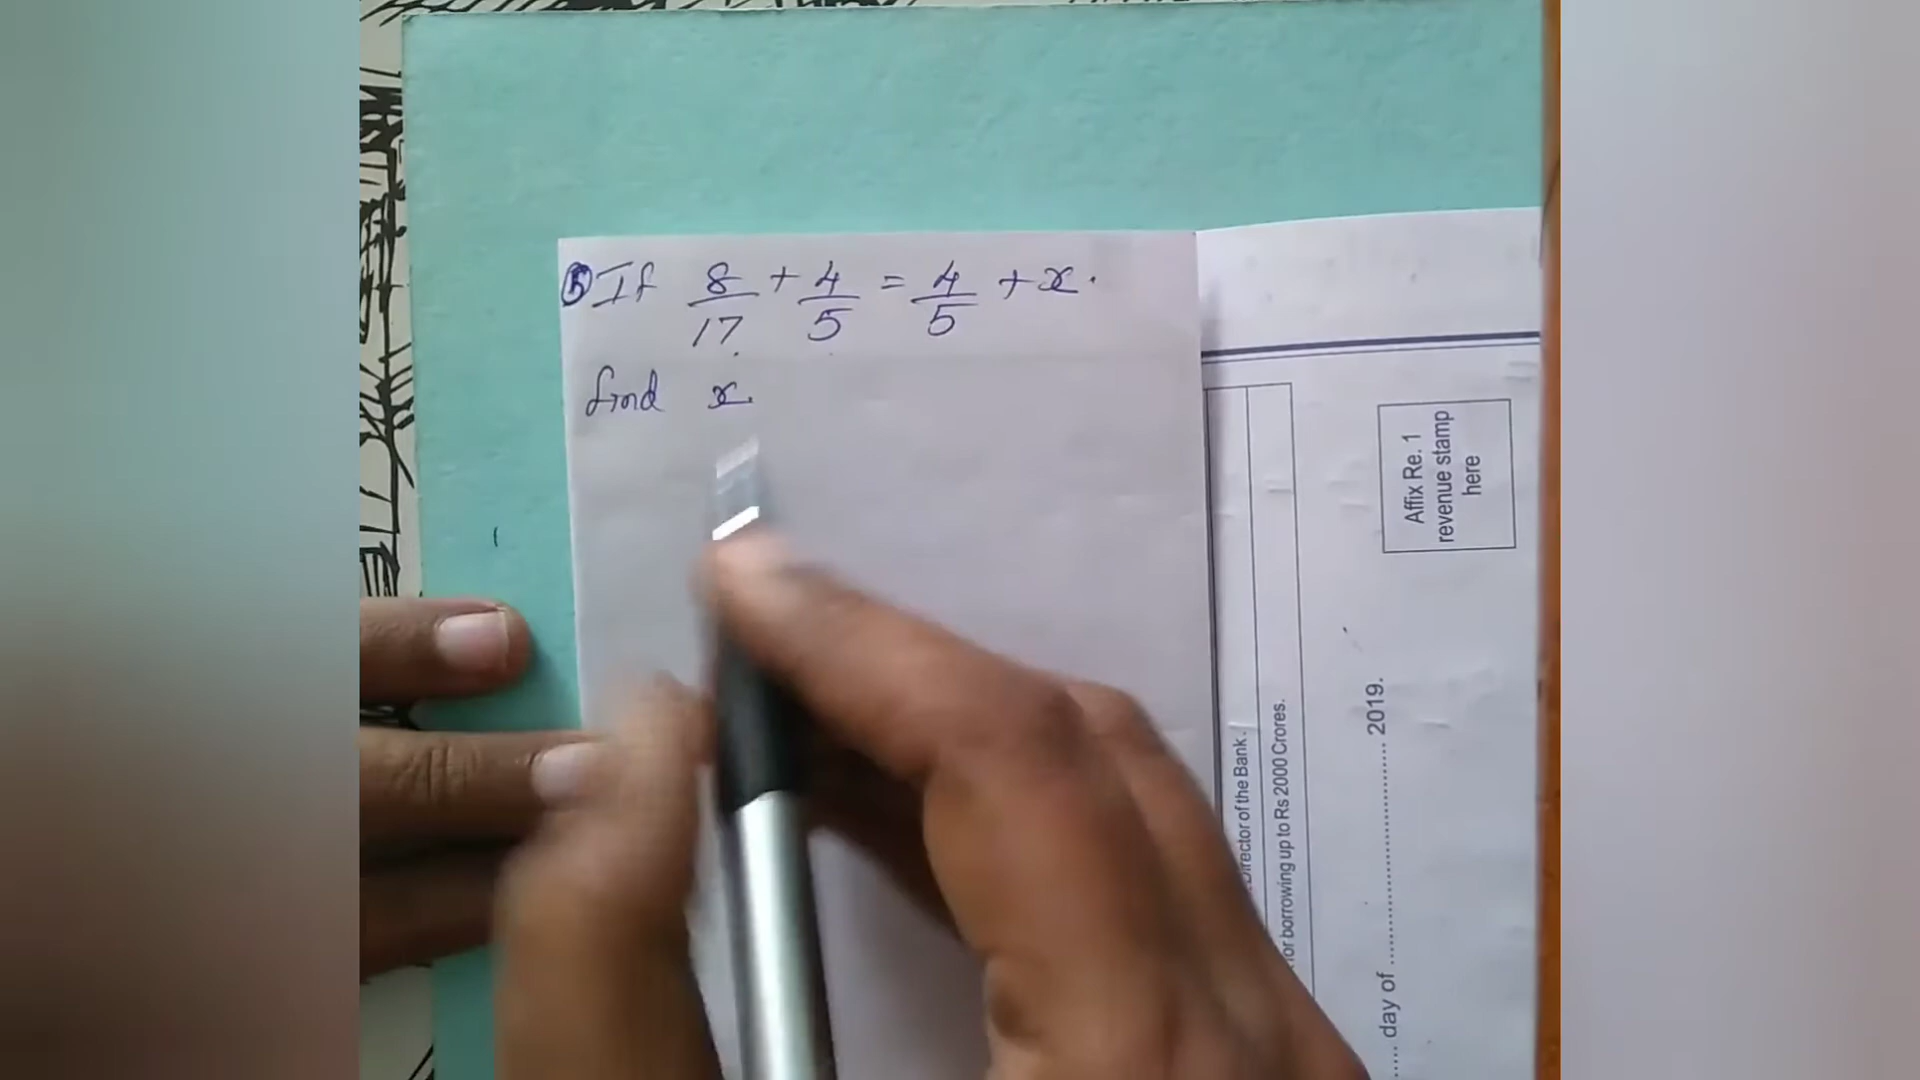 ⑤ If 8/17 + 4/5 = 4/5 + x.
find x.
Affix Re. 1
revenue stamp
here
Director of the Bank.
for borrowing up to Rs 2000 Crores.
day of .................... 2019.